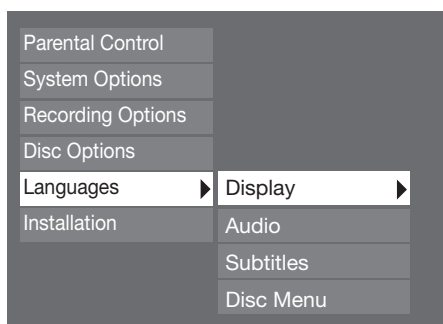 Parental Control
System Options
Recording Options
Disc Options
Languages
Installation
Display
Audio
Subtitles
Disc Menu